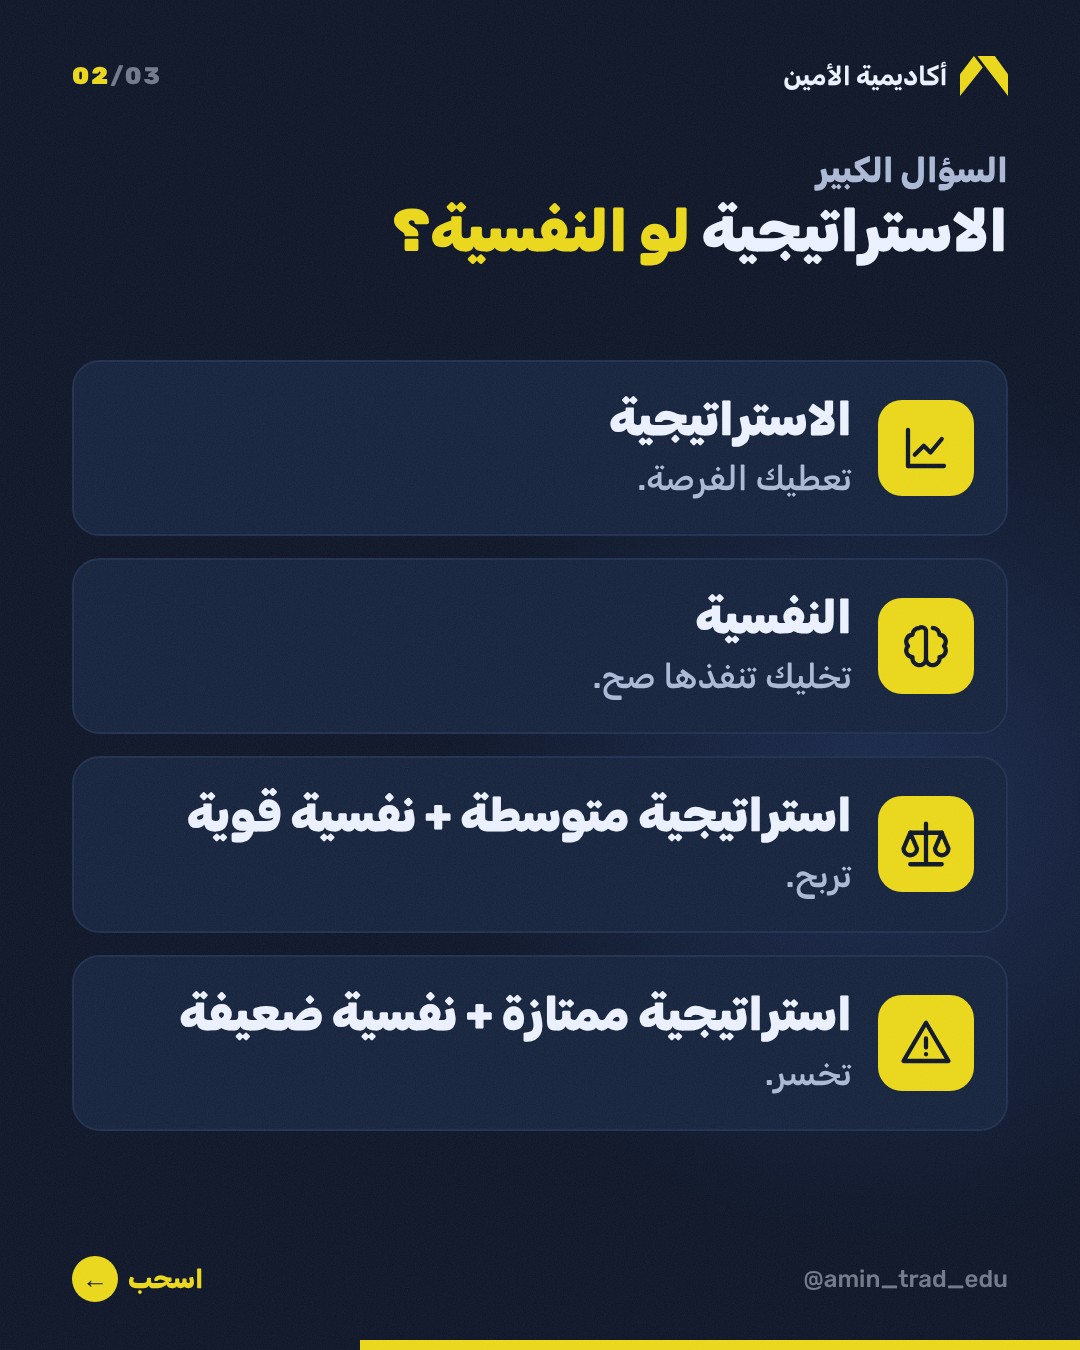 أكاديمية الأمين
02/03
السؤال الكبير
الاستراتيجية لو النفسية؟
الاستراتيجية
تعطيك الفرصة.
النفسية
تخليك تنفذها صح.
استراتيجية متوسطة + نفسية قوية
تربح.
استراتيجية ممتازة + نفسية ضعيفة
تخسر.
@amin_trad_edu
اسحب ←